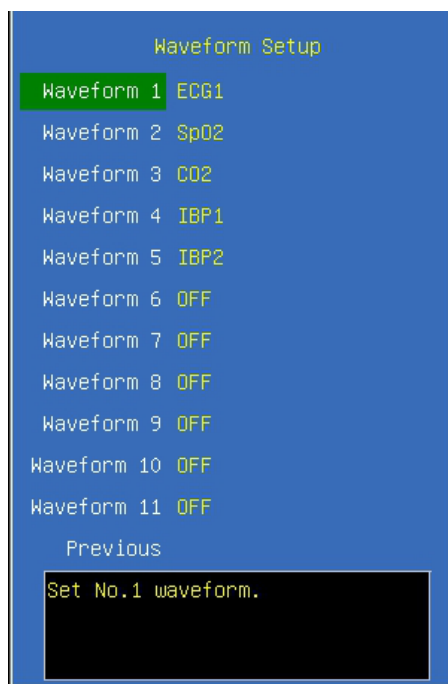 Waveform Setup
Waveform 1 ECG1
Waveform 2 SpO2
Waveform 3 CO2
Waveform 4 IBP1
Waveform 5 IBP2
Waveform 6 OFF
Waveform 7 OFF
Waveform 8 OFF
Waveform 9 OFF
Waveform 10 OFF
Waveform 11 OFF
Previous
Set No.1 waveform.